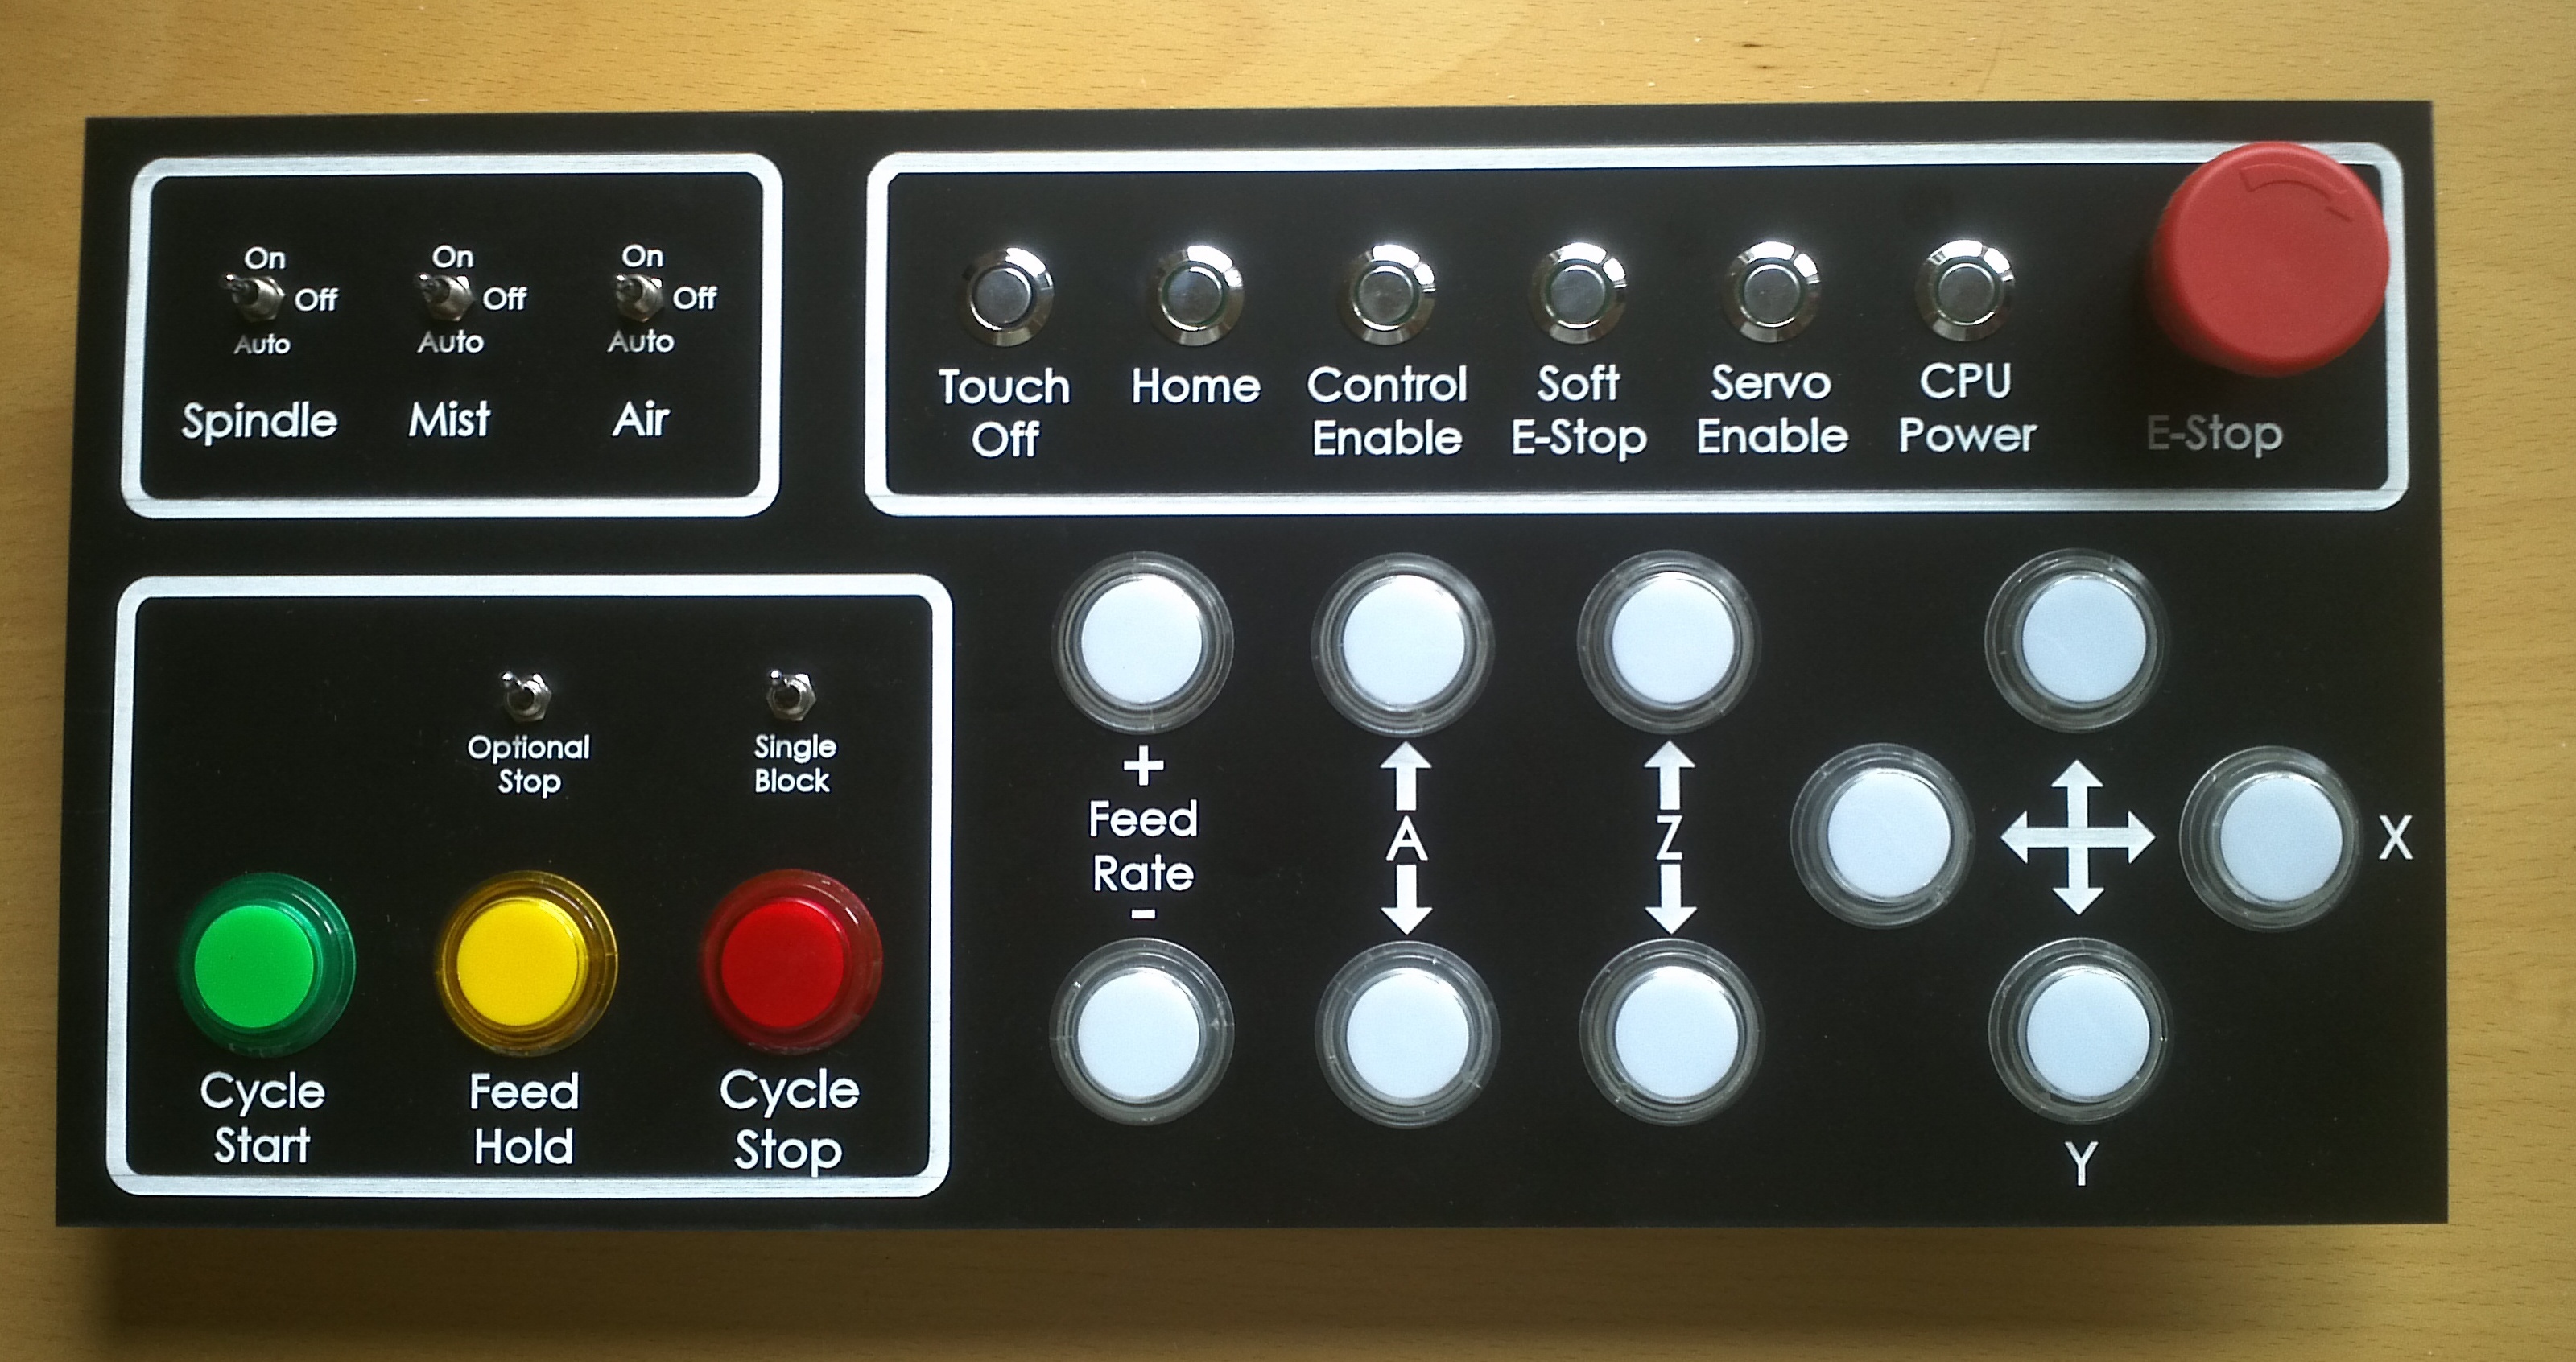 On
Off
Auto
Spindle
On
Off
Auto
Mist
On
Off
Auto
Air
Touch
Off
Home
Control
Enable
Soft
E-Stop
Servo
Enable
CPU
Power
E-Stop
Optional
Stop
Single
Block
Cycle
Start
Feed
Hold
Cycle
Stop
+
Feed
Rate
-
A
Z
X
Y